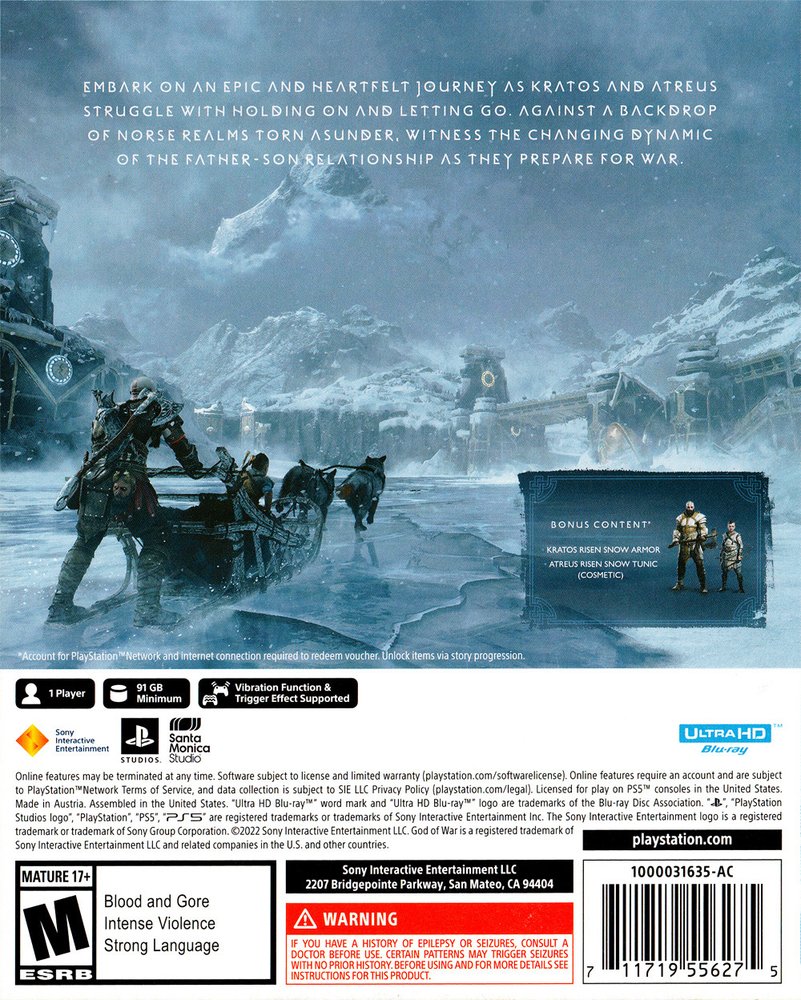 EMBARK ON AN EPIC AND HEARTFELT JOURNEY AS KRATOS AND ATREUS
STRUGGLE WITH HOLDING ON AND LETTING GO. AGAINST A BACKDROP
OF NORSE REALMS TORN ASUNDER, WITNESS THE CHANGING DYNAMIC
OF THE FATHER-SON RELATIONSHIP AS THEY PREPARE FOR WAR.
BONUS CONTENT*
· KRATOS RISEN SNOW ARMOR
· ATREUS RISEN SNOW TUNIC
(COSMETIC)
*Account for PlayStation™Network and internet connection required to redeem voucher. Unlock items via story progression.
1 Player
91 GB
Minimum
Vibration Function &
Trigger Effect Supported
Sony
Interactive
Entertainment
STUDIOS.
Santa
Monica
Studio
ULTRA HD™
Blu-ray
Online features may be terminated at any time. Software subject to license and limited warranty (playstation.com/softwarelicense). Online features require an account and are subject
to PlayStation™Network Terms of Service, and data collection is subject to SIE LLC Privacy Policy (playstation.com/legal). Licensed for play on PS5™ consoles in the United States.
Made in Austria. Assembled in the United States. "Ultra HD Blu-ray™" word mark and "Ultra HD Blu-ray™" logo are trademarks of the Blu-ray Disc Association. "", "PlayStation
Studios logo", "PlayStation", "PS5", "PS5" are registered trademarks or trademarks of Sony Interactive Entertainment Inc. The Sony Interactive Entertainment logo is a registered
trademark or trademark of Sony Group Corporation. ©2022 Sony Interactive Entertainment LLC. God of War is a registered trademark of
Sony Interactive Entertainment LLC and related companies in the U.S. and other countries.
playstation.com
MATURE 17+
M
ESRB
Blood and Gore
Intense Violence
Strong Language
Sony Interactive Entertainment LLC
2207 Bridgepointe Parkway, San Mateo, CA 94404
WARNING
IF YOU HAVE A HISTORY OF EPILEPSY OR SEIZURES, CONSULT A
DOCTOR BEFORE USE. CERTAIN PATTERNS MAY TRIGGER SEIZURES
WITH NO PRIOR HISTORY. BEFORE USING AND FOR MORE DETAILS SEE
INSTRUCTIONS FOR THIS PRODUCT.
1000031635-AC
7 11719 55627 5